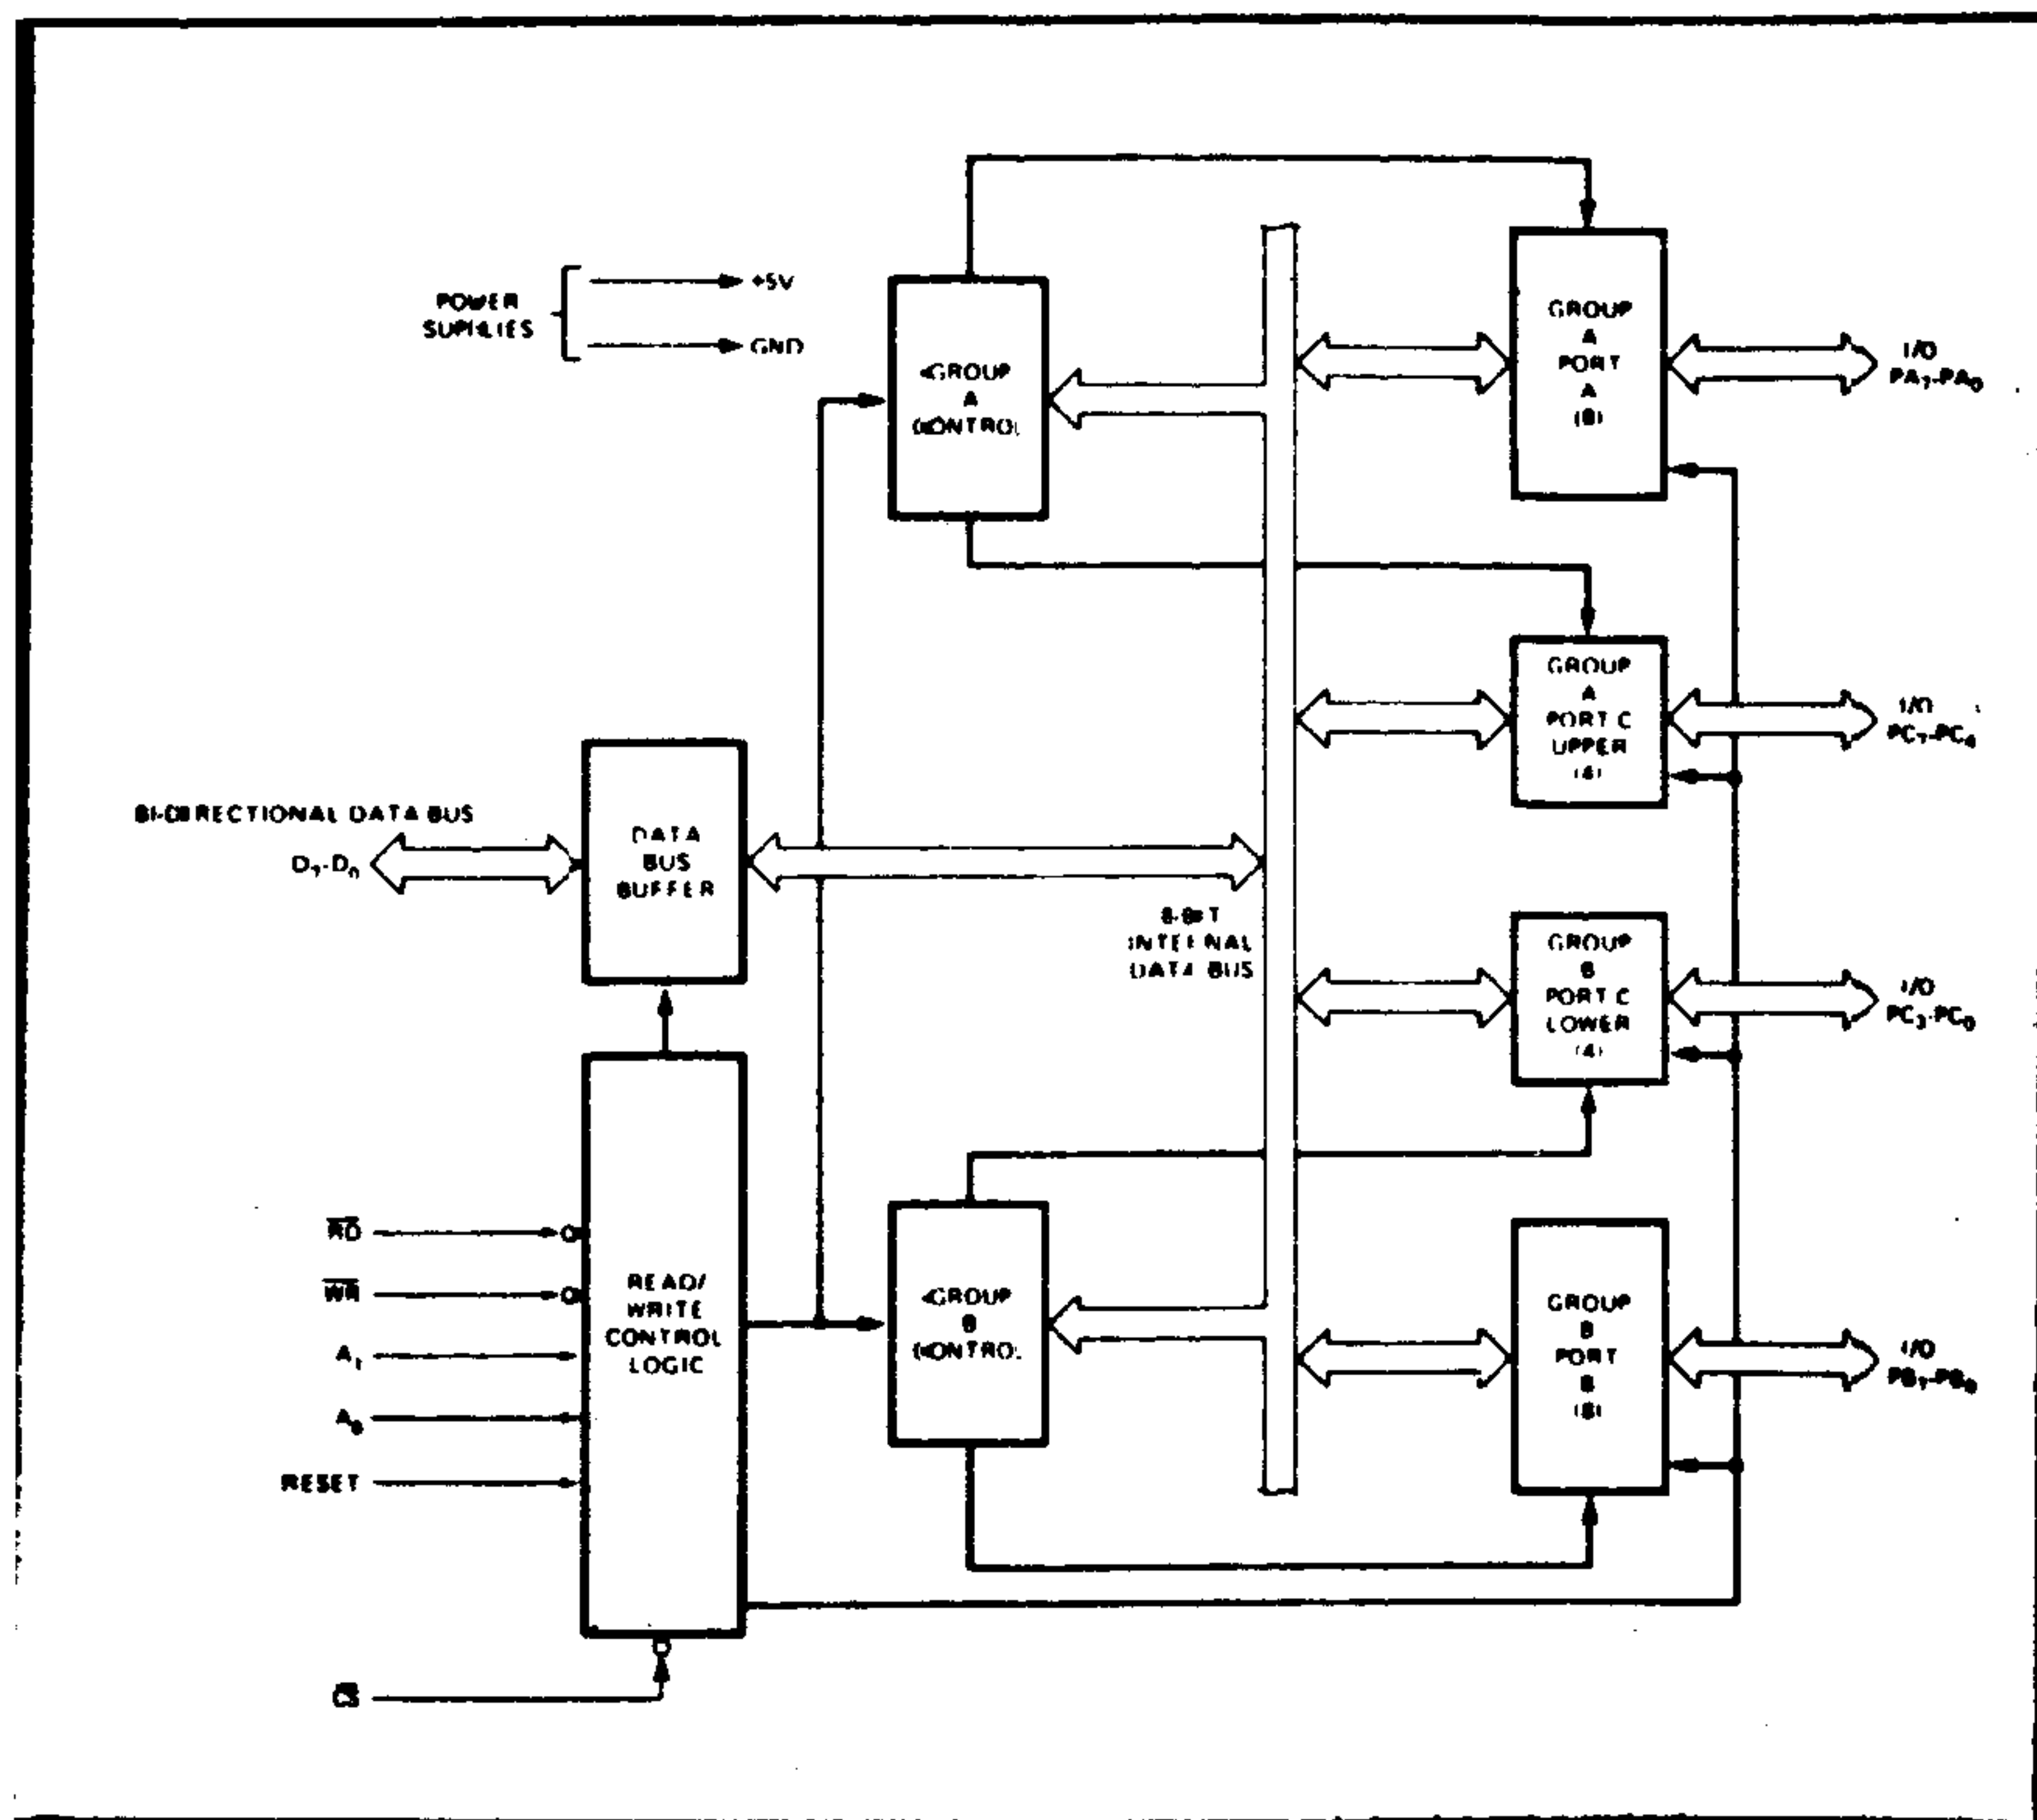 POWER
SUPPLIES
+5V
GND
GROUP
A
CONTROL
GROUP
A
PORT
A
(8)
I/O
PA7-PA0
GROUP
A
PORT C
UPPER
(4)
I/O
PC7-PC4
BI-DIRECTIONAL DATA BUS
D7-D0
DATA
BUS
BUFFER
8-BIT
INTERNAL
DATA BUS
GROUP
B
PORT C
LOWER
(4)
I/O
PC3-PC0
RD
WR
A1
A0
RESET
READ/
WRITE
CONTROL
LOGIC
GROUP
B
CONTROL
GROUP
B
PORT
B
(8)
I/O
PB7-PB0
CS